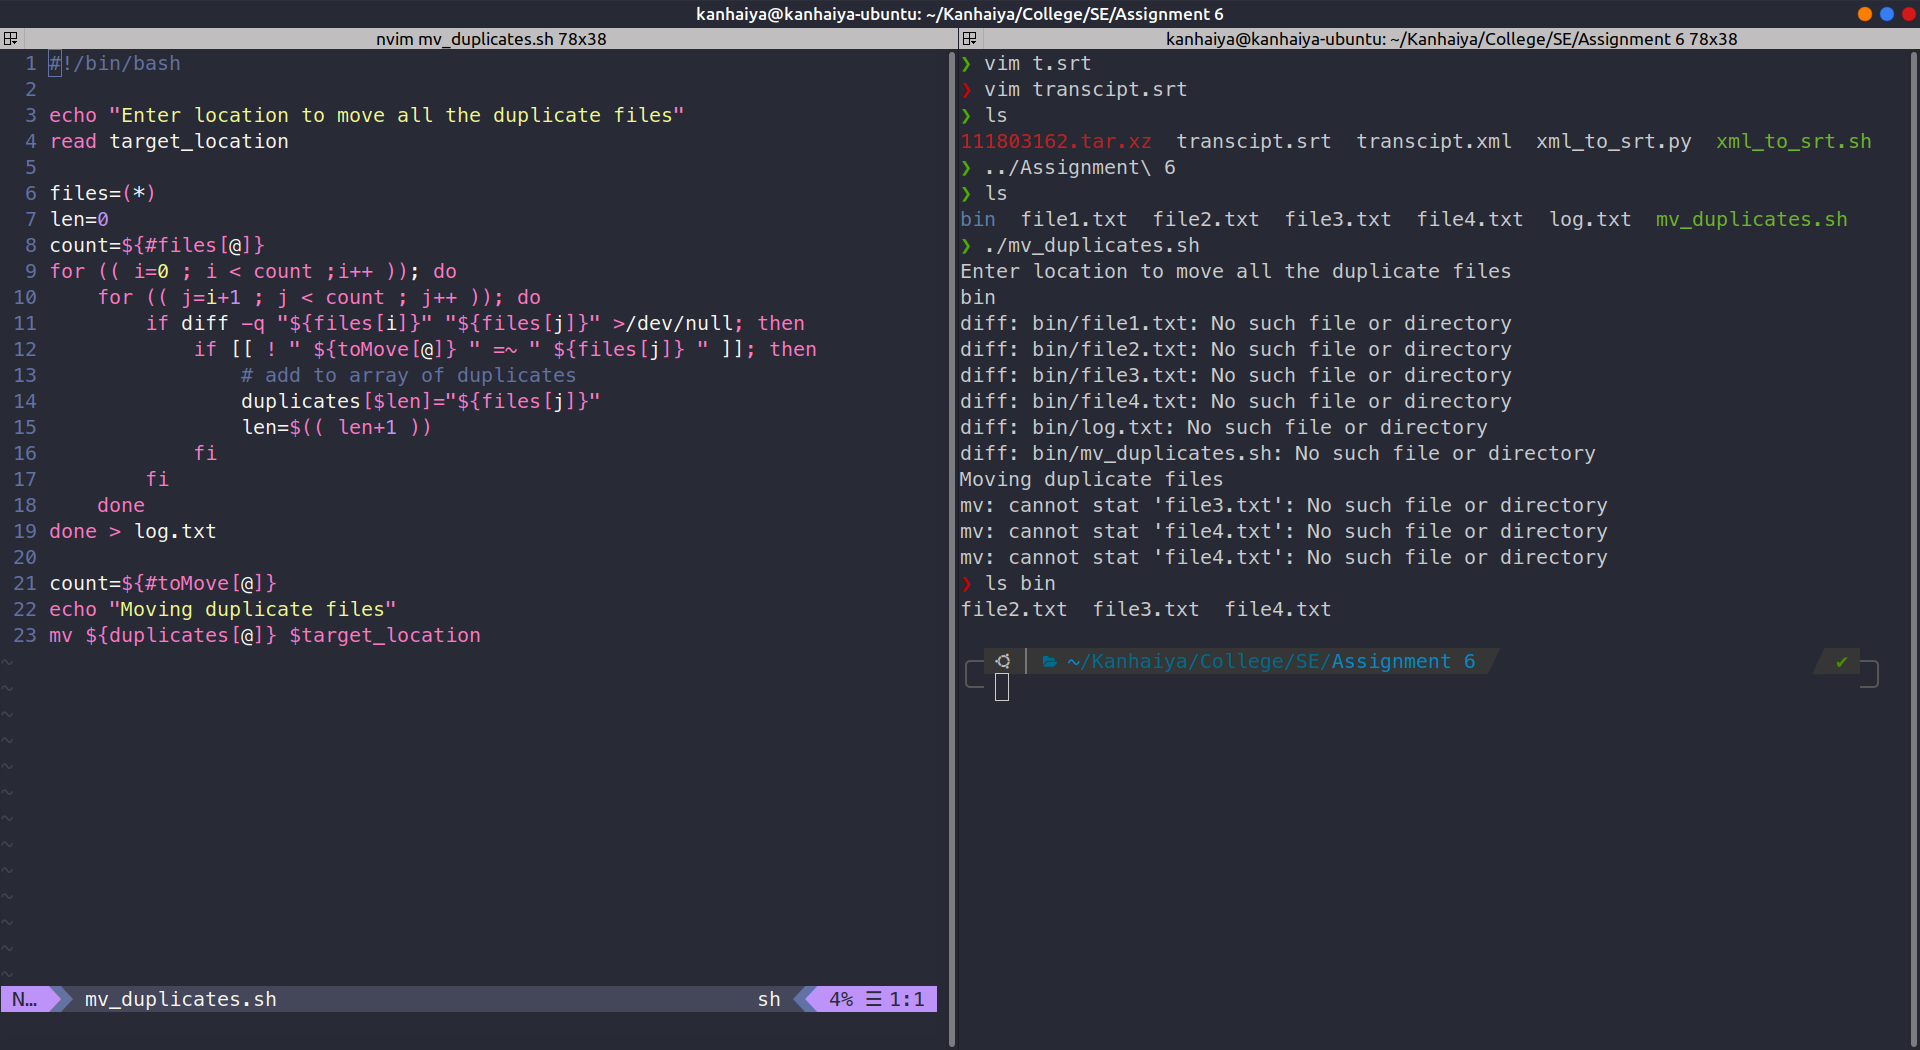 kanhaiya@kanhaiya-ubuntu: ~/Kanhaiya/College/SE/Assignment 6
nvim mv_duplicates.sh 78x38
1 #!/bin/bash
2
3 echo "Enter location to move all the duplicate files"
4 read target_location
5
6 files=(*)
7 len=0
8 count=${#files[@]}
9 for (( i=0 ; i < count ;i++ )); do
10     for (( j=i+1 ; j < count ; j++ )); do
11         if diff -q "${files[i]}" "${files[j]}" >/dev/null; then
12             if [[ ! " ${toMove[@]} " =~ " ${files[j]} " ]]; then
13                 # add to array of duplicates
14                 duplicates[$len]="${files[j]}"
15                 len=$(( len+1 ))
16             fi
17         fi
18     done
19 done > log.txt
20
21 count=${#toMove[@]}
22 echo "Moving duplicate files"
23 mv ${duplicates[@]} $target_location
~
~
~
~
~
~
~
~
~
~
~
~
~
N… mv_duplicates.sh sh 4% ☰ 1:1
kanhaiya@kanhaiya-ubuntu: ~/Kanhaiya/College/SE/Assignment 6 78x38
❯ vim t.srt
❯ vim transcipt.srt
❯ ls
111803162.tar.xz  transcipt.srt  transcipt.xml  xml_to_srt.py  xml_to_srt.sh
❯ ../Assignment\ 6
❯ ls
bin  file1.txt  file2.txt  file3.txt  file4.txt  log.txt  mv_duplicates.sh
❯ ./mv_duplicates.sh
Enter location to move all the duplicate files
bin
diff: bin/file1.txt: No such file or directory
diff: bin/file2.txt: No such file or directory
diff: bin/file3.txt: No such file or directory
diff: bin/file4.txt: No such file or directory
diff: bin/log.txt: No such file or directory
diff: bin/mv_duplicates.sh: No such file or directory
Moving duplicate files
mv: cannot stat 'file3.txt': No such file or directory
mv: cannot stat 'file4.txt': No such file or directory
mv: cannot stat 'file4.txt': No such file or directory
❯ ls bin
file2.txt  file3.txt  file4.txt
~/Kanhaiya/College/SE/Assignment 6 ✔